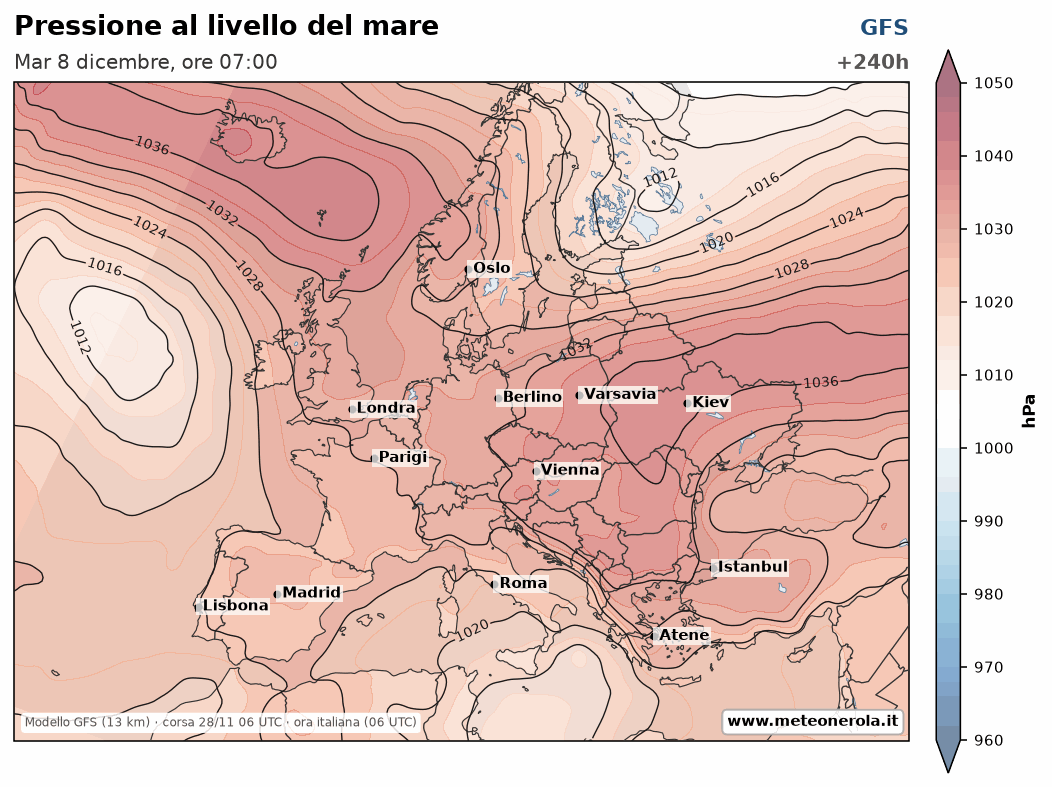 Pressione al livello del mare
GFS
Mar 8 dicembre, ore 07:00
+240h
1036
1032
1024
1028
1016
1012
1012
1016
1024
1020
1028
1032
1036
1020
Oslo
Londra
Berlino
Varsavia
Kiev
Parigi
Vienna
Istanbul
Roma
Madrid
Lisbona
Atene
Modello GFS (13 km) · corsa 28/11 06 UTC · ora italiana (06 UTC)
www.meteonerola.it
1050
1040
1030
1020
1010
1000
990
980
970
960
hPa